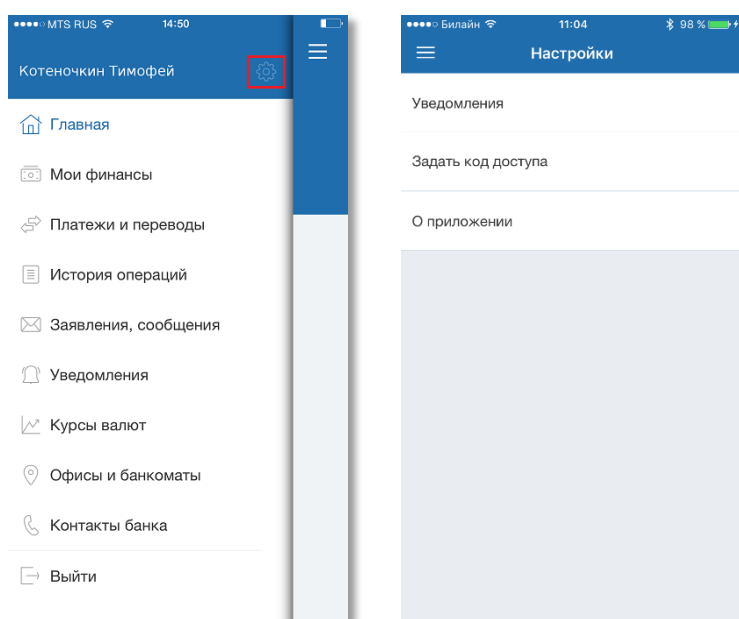 MTS RUS 14:50
Котеночкин Тимофей
Главная
Мои финансы
Платежи и переводы
История операций
Заявления, сообщения
Уведомления
Курсы валют
Офисы и банкоматы
Контакты банка
Выйти
Билайн 11:04 98 %
Настройки
Уведомления
Задать код доступа
О приложении